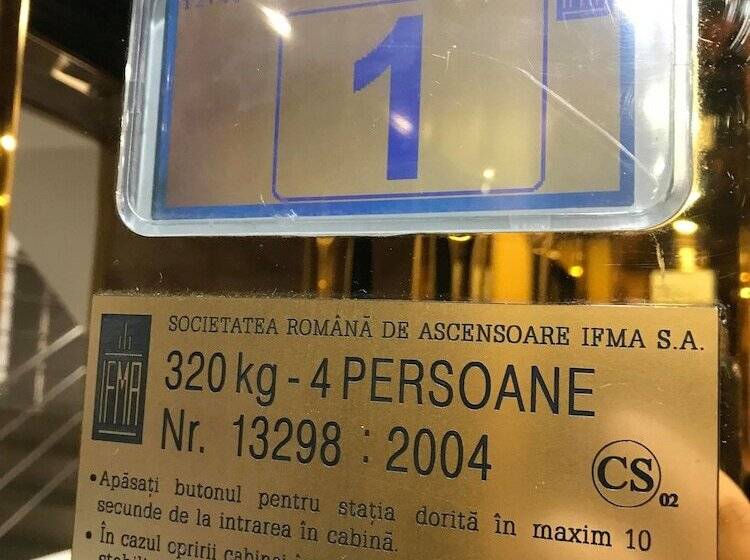 1
SOCIETATEA ROMÂNĂ DE ASCENSOARE IFMA S.A.
IFMA
320 kg - 4 PERSOANE
Nr. 13298 : 2004
CS
02
• Apăsați butonul pentru stația dorită în maxim 10
secunde de la intrarea în cabină.
• În cazul opririi cabinei